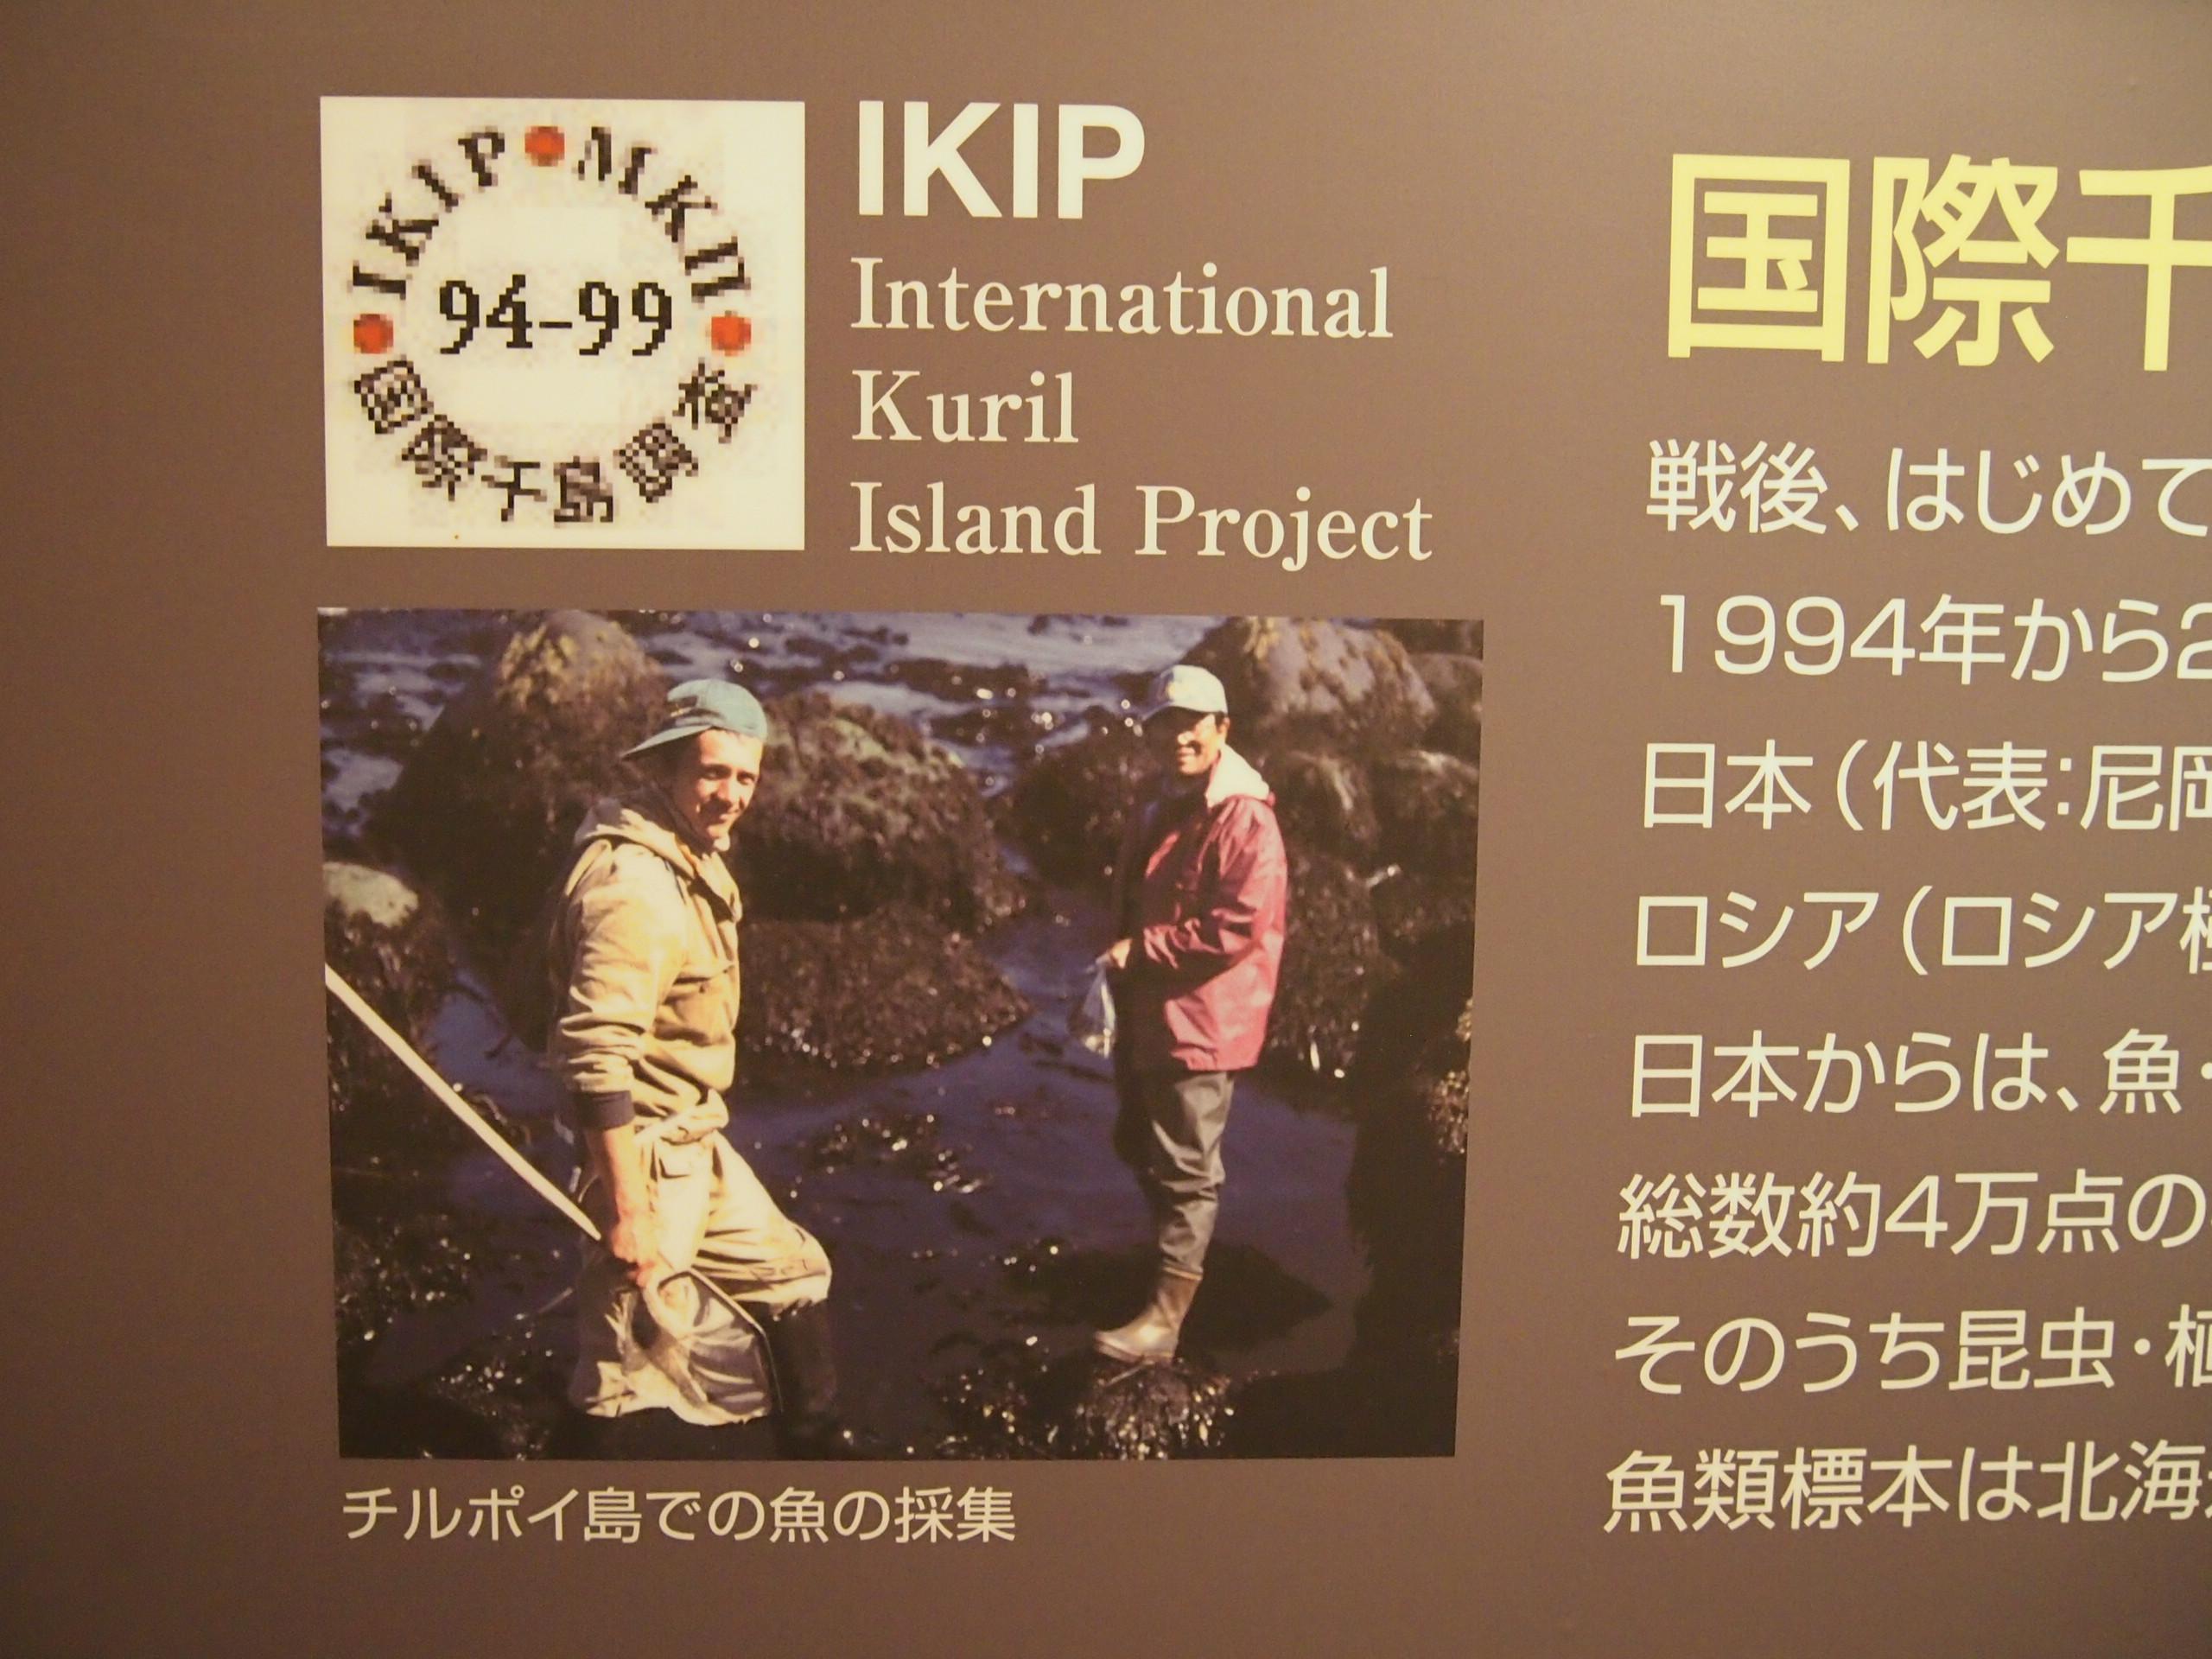 IKIP・МКП・国際千島調査
94-99
IKIP
International
Kuril
Island Project
チルポイ島での魚の採集
国際千
戦後、はじめて
1994年から2
日本(代表:尼岡
ロシア(ロシア極
日本からは、魚・
総数約4万点の
そのうち昆虫・植
魚類標本は北海